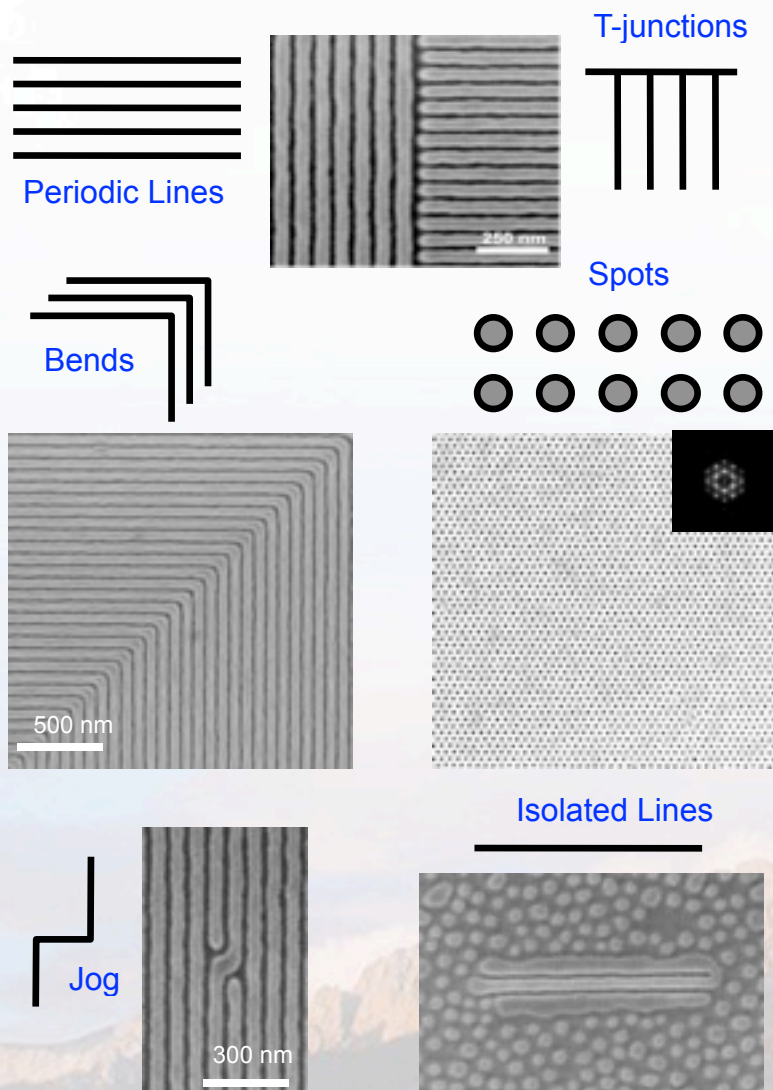 T-junctions
Periodic Lines
250 nm
Spots
Bends
500 nm
Isolated Lines
Jog
300 nm